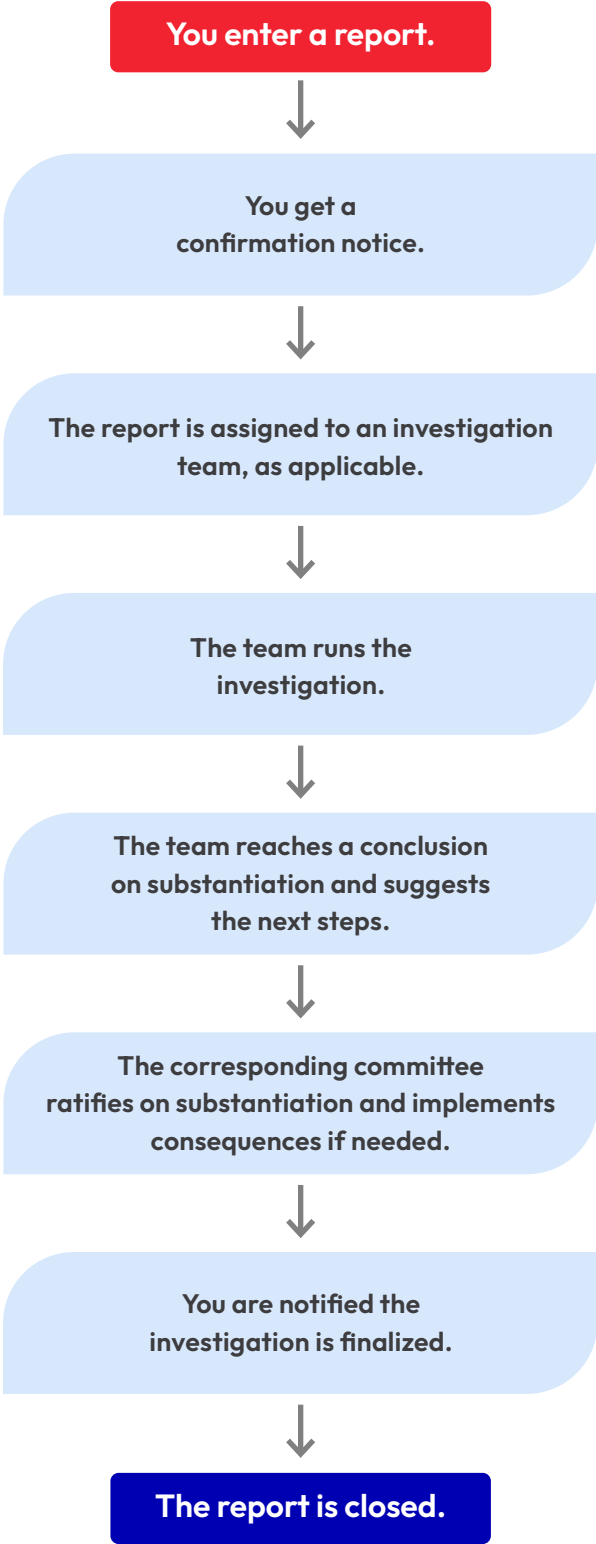 You enter a report.
You get a
confirmation notice.
The report is assigned to an investigation
team, as applicable.
The team runs the
investigation.
The team reaches a conclusion
on substantiation and suggests
the next steps.
The corresponding committee
ratifies on substantiation and implements
consequences if needed.
You are notified the
investigation is finalized.
The report is closed.